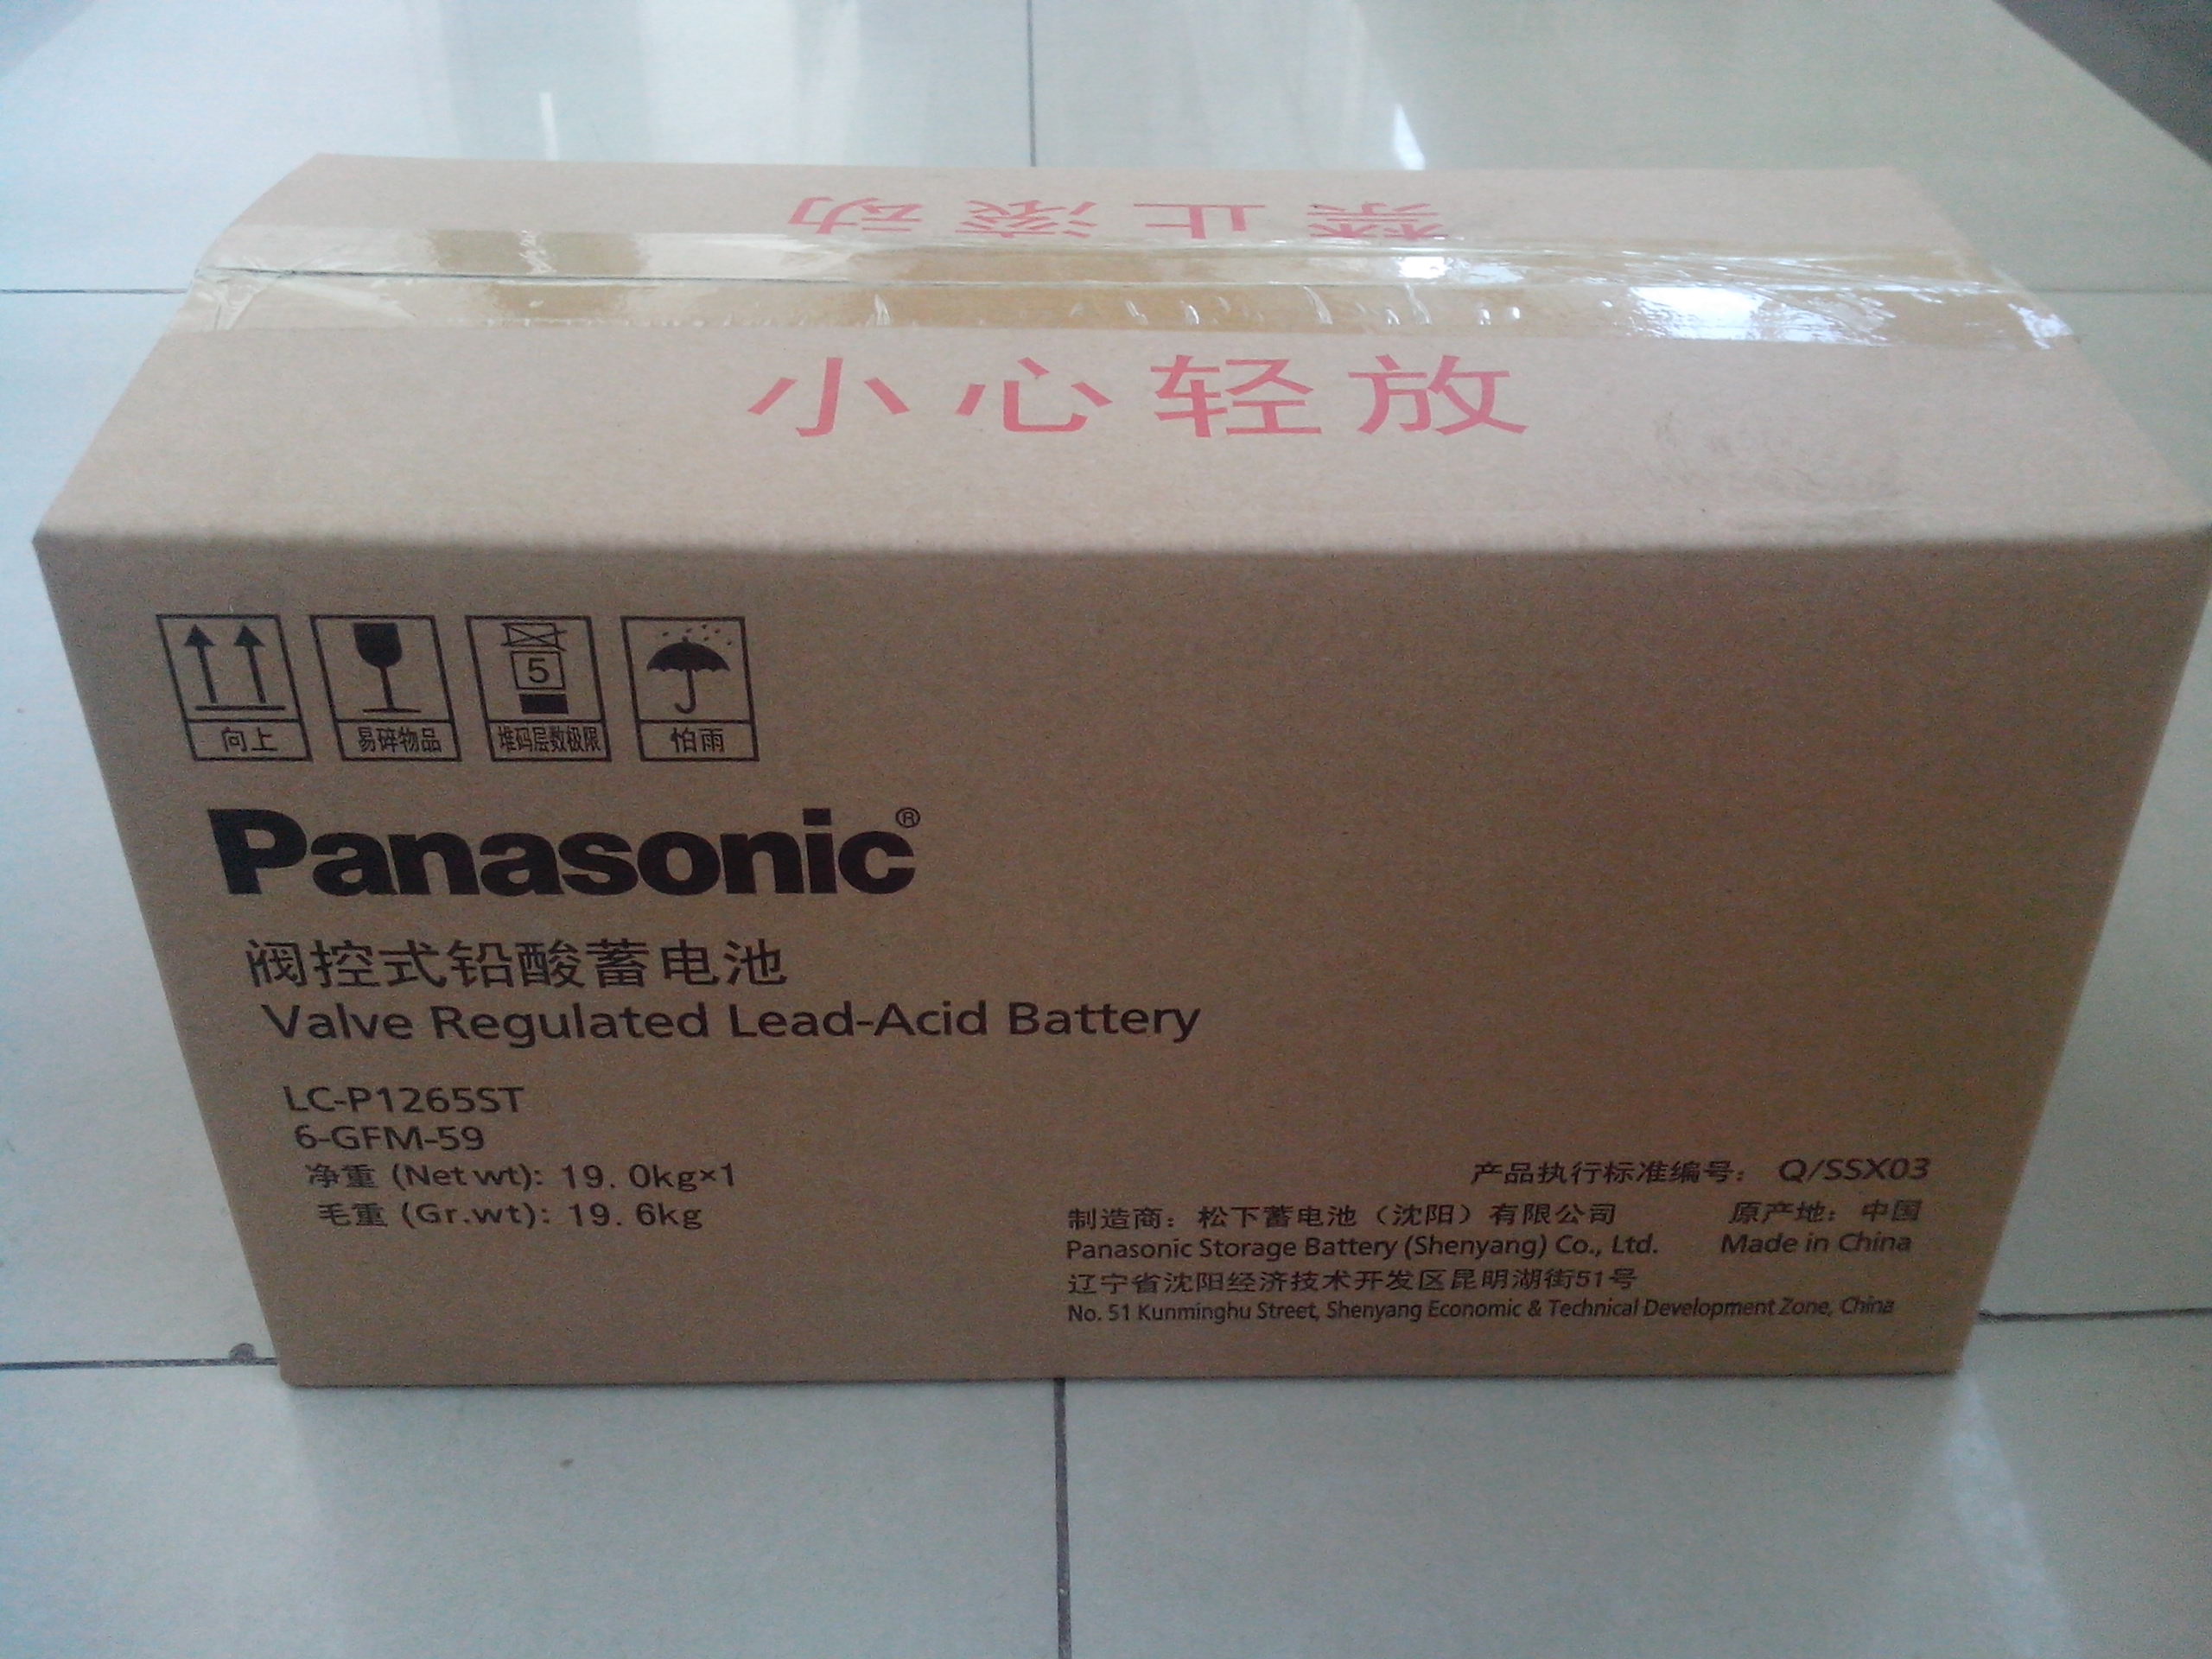 禁止滚动
小心轻放
5
向上 易碎物品 堆码层数极限 怕雨
Panasonic®
阀控式铅酸蓄电池
Valve Regulated Lead-Acid Battery
LC-P1265ST
6-GFM-59
净重 (Net wt): 19.0kg×1
毛重 (Gr.wt): 19.6kg
产品执行标准编号: Q/SSX03
制造商: 松下蓄电池（沈阳）有限公司 原产地: 中国
Panasonic Storage Battery (Shenyang) Co., Ltd. Made in China
辽宁省沈阳经济技术开发区昆明湖街51号
No. 51 Kunminghu Street, Shenyang Economic & Technical Development Zone, China